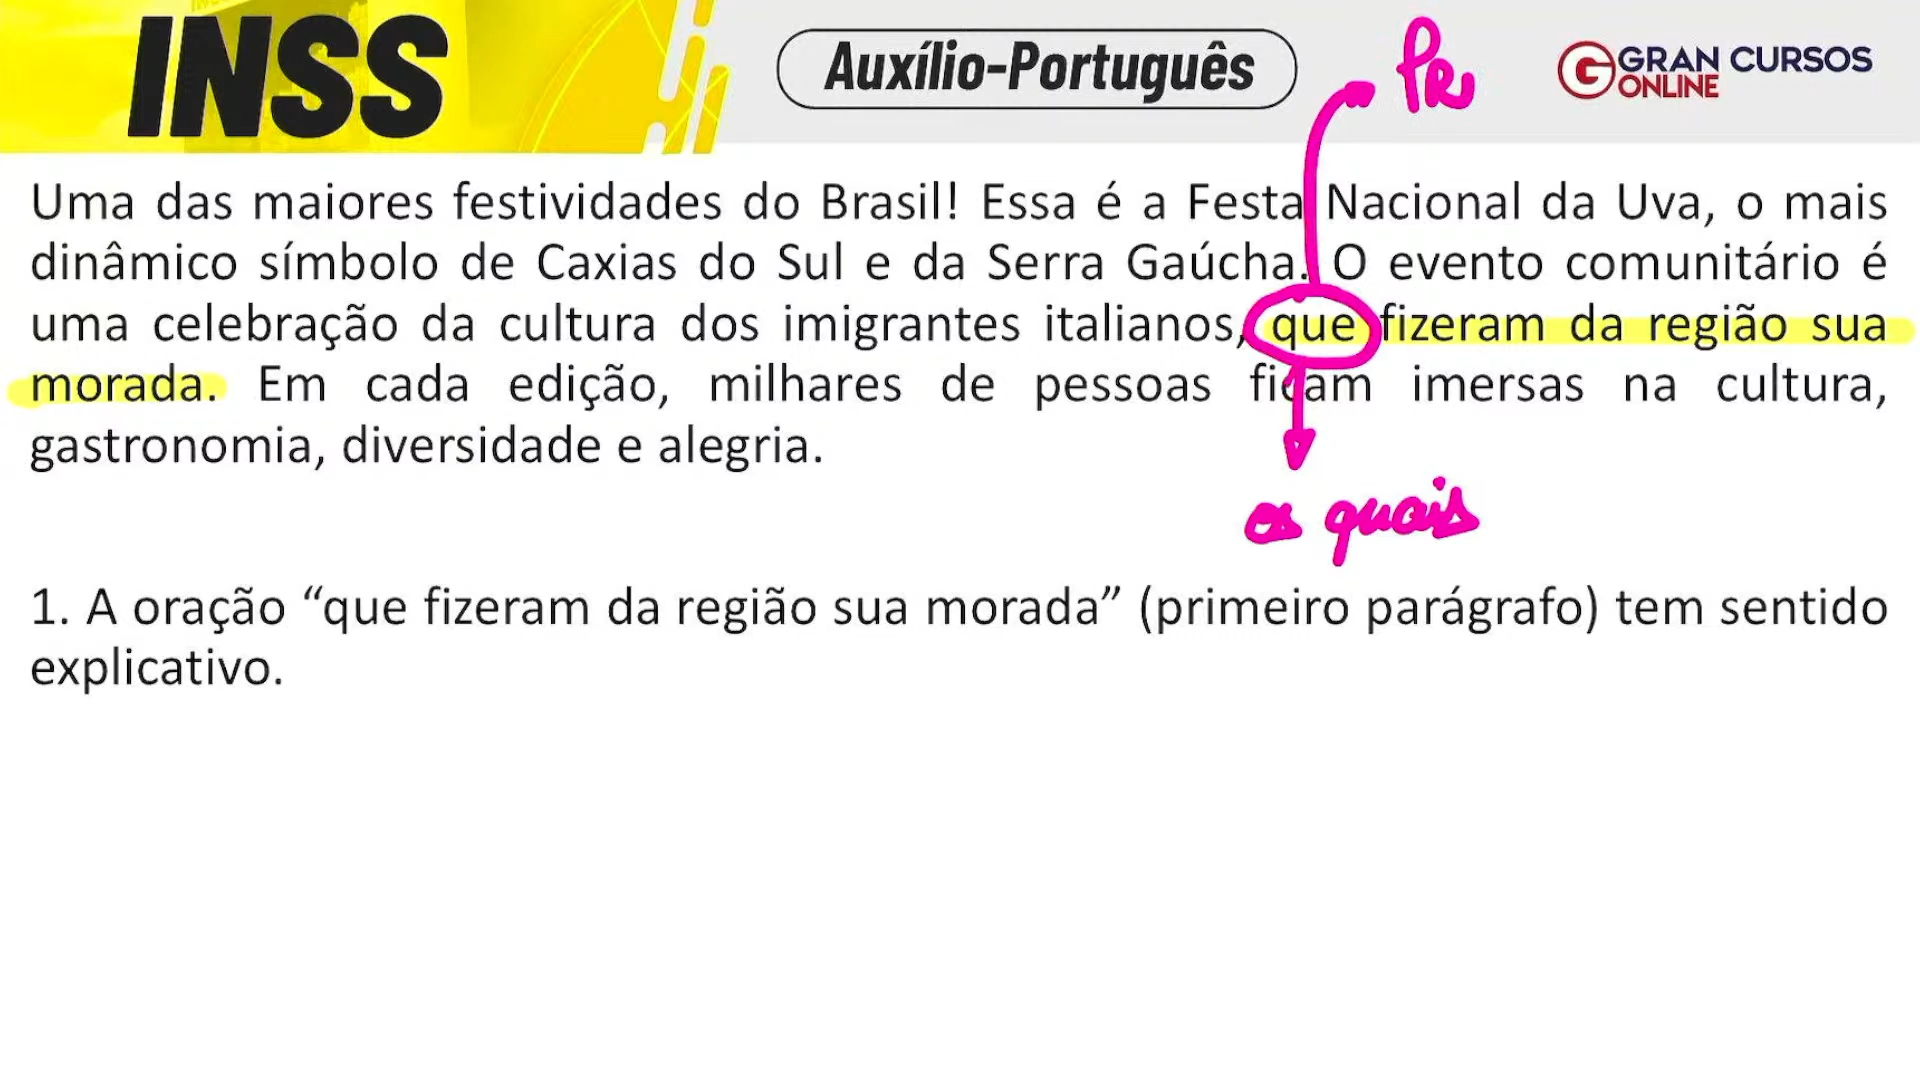 INSS
Auxílio-Português
PR
GRAN CURSOS
ONLINE
Uma das maiores festividades do Brasil! Essa é a Festa Nacional da Uva, o mais
dinâmico símbolo de Caxias do Sul e da Serra Gaúcha. O evento comunitário é
uma celebração da cultura dos imigrantes italianos, que fizeram da região sua
morada. Em cada edição, milhares de pessoas ficam imersas na cultura,
gastronomia, diversidade e alegria.
os quais
1. A oração “que fizeram da região sua morada” (primeiro parágrafo) tem sentido
explicativo.